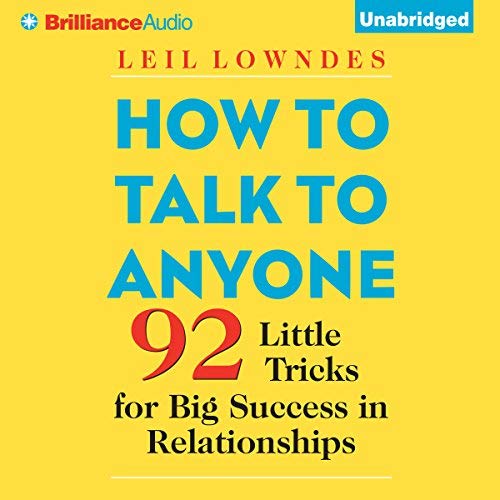 BrillianceAudio
Unabridged
LEIL LOWNDES
HOW TO
TALK TO
ANYONE
92 Little
Tricks
for Big Success in
Relationships